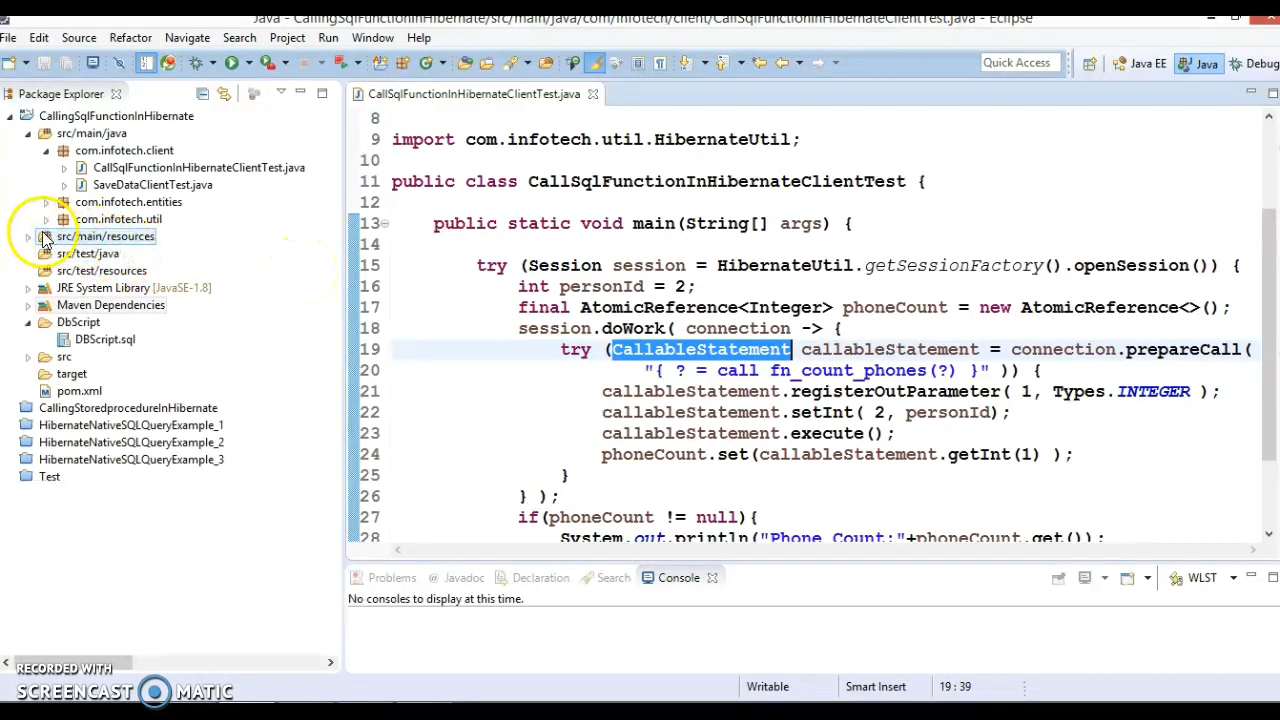 Java - CallingSqlFunctionInHibernate/src/main/java/com/infotech/client/CallSqlFunctionInHibernateClientTest.java - Eclipse
File Edit Source Refactor Navigate Search Project Run Window Help
Quick Access Java EE Java Debug
Package Explorer
CallingSqlFunctionInHibernate
src/main/java
com.infotech.client
CallSqlFunctionInHibernateClientTest.java
SaveDataClientTest.java
com.infotech.entities
com.infotech.util
src/main/resources
src/test/java
src/test/resources
JRE System Library [JavaSE-1.8]
Maven Dependencies
DbScript
DBScript.sql
src
target
pom.xml
CallingStoredprocedureInHibernate
HibernateNativeSQLQueryExample_1
HibernateNativeSQLQueryExample_2
HibernateNativeSQLQueryExample_3
Test
CallSqlFunctionInHibernateClientTest.java
8
9 import com.infotech.util.HibernateUtil;
10
11 public class CallSqlFunctionInHibernateClientTest {
12
13 public static void main(String[] args) {
14
15 try (Session session = HibernateUtil.getSessionFactory().openSession()) {
16 int personId = 2;
17 final AtomicReference<Integer> phoneCount = new AtomicReference<>();
18 session.doWork( connection -> {
19 try (CallableStatement callableStatement = connection.prepareCall(
20 "{ ? = call fn_count_phones(?) }" )) {
21 callableStatement.registerOutParameter( 1, Types.INTEGER );
22 callableStatement.setInt( 2, personId);
23 callableStatement.execute();
24 phoneCount.set(callableStatement.getInt(1) );
25 }
26 } );
27 if(phoneCount != null){
28 System.out.println("Phone Count:"+phoneCount.get());
Problems Javadoc Declaration Search Console WLST
No consoles to display at this time.
RECORDED WITH
SCREENCAST MATIC
Writable Smart Insert 19 : 39